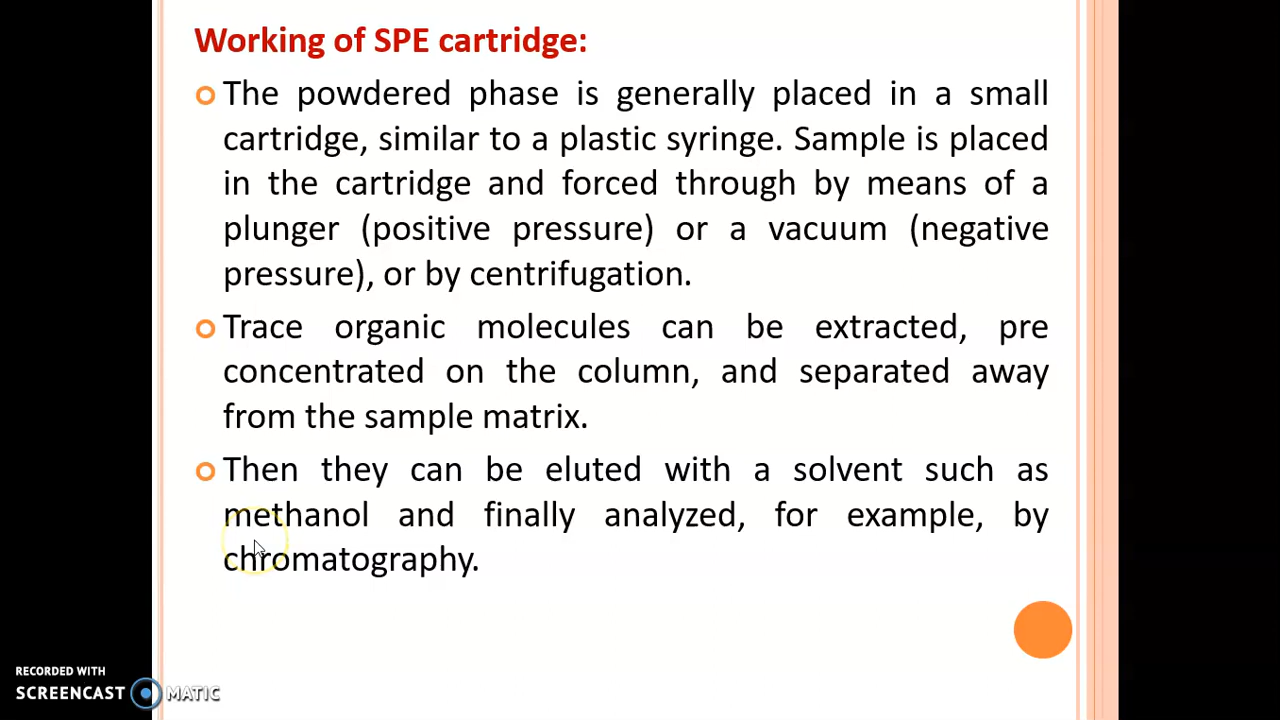 Working of SPE cartridge:
The powdered phase is generally placed in a small
cartridge, similar to a plastic syringe. Sample is placed
in the cartridge and forced through by means of a
plunger (positive pressure) or a vacuum (negative
pressure), or by centrifugation.
Trace organic molecules can be extracted, pre
concentrated on the column, and separated away
from the sample matrix.
Then they can be eluted with a solvent such as
methanol and finally analyzed, for example, by
chromatography.
RECORDED WITH
SCREENCAST MATIC